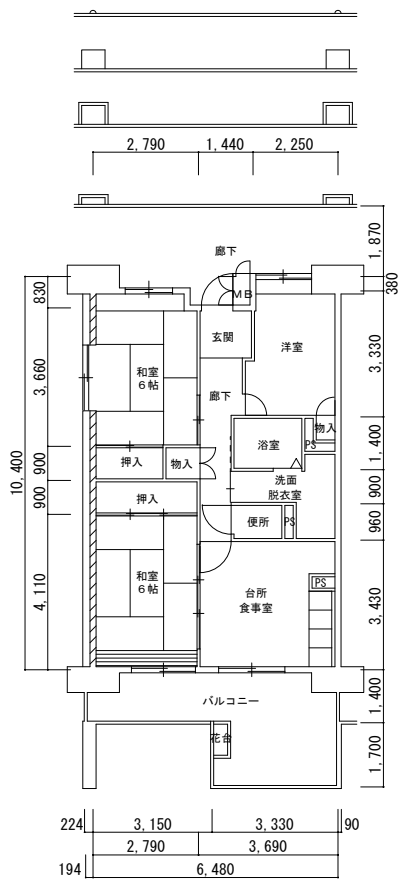 2,790
1,440
2,250
1,870
380
廊下
830
MB
玄関
洋室
和室
6帖
3,660
3,330
廊下
物入
1,400
浴室
PS
押入
物入
900
10,400
洗面
脱衣室
900
押入
900
便所
PS
960
和室
6帖
台所
食事室
PS
4,110
3,430
バルコニー
1,400
花台
1,700
224
3,150
3,330
90
2,790
3,690
194
6,480